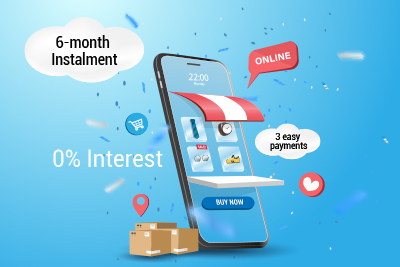 6-month
Instalment
ONLINE
22:00
3 easy
payments
0% Interest
BUY NOW